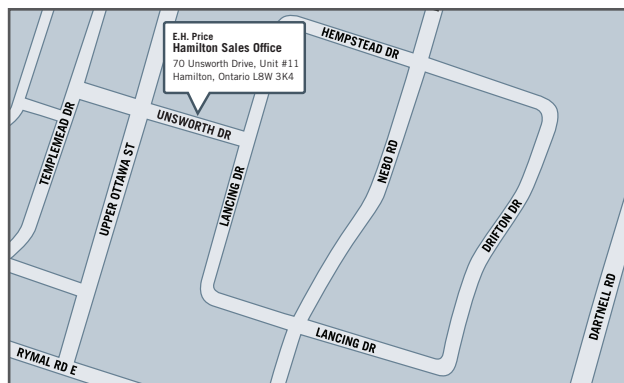 E.H. Price
Hamilton Sales Office
70 Unsworth Drive, Unit #11
Hamilton, Ontario L8W 3K4
HEMPSTEAD DR
UNSWORTH DR
TEMPLEMEAD DR
UPPER OTTAWA ST
LANCING DR
NEBO RD
DRIFTON DR
DARTNELL RD
LANCING DR
RYMAL RD E